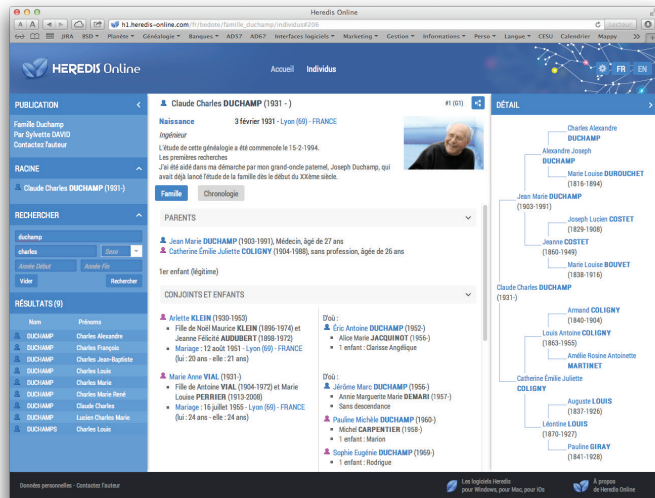 Heredis Online
h1.heredis-online.com/fr/bedote/famille_duchamp/individus#206
Lecteur
JIRA BSD Planète Généalogie Banques AD57 AD67 Interfaces logiciels Marketing Gestion Informations Perso Langue CESU Calendrier Mappy
HEREDIS Online
Accueil Individus
FR EN
PUBLICATION
Famille Duchamp
Par Sylvette DAVID
Contactez l'auteur
RACINE
Claude Charles DUCHAMP (1931-)
RECHERCHER
duchamp
charles Sexe
Année Début Année Fin
Vider Rechercher
RÉSULTATS (9)
Nom Prénoms
DUCHAMP Charles Alexandre
DUCHAMP Charles François
DUCHAMP Charles Jean-Baptiste
DUCHAMP Charles Louis
DUCHAMP Charles Marie
DUCHAMP Charles Marie René
DUCHAMP Claude Charles
DUCHAMP Lucien Charles Marie
DUCHAMPS Charles Louis
Claude Charles DUCHAMP (1931 - ) #1 (G1)
Naissance 3 février 1931 - Lyon (69) - FRANCE
Ingénieur
L'étude de cette généalogie a été commencée le 15-2-1994.
Les premières recherches
J'ai été aidé dans ma démarche par mon grand-oncle paternel, Joseph Duchamp, qui
avait déjà lancé l'étude de la famille dès le début du XXème siècle.
Famille Chronologie
PARENTS
Jean Marie DUCHAMP (1903-1991), Médecin, âgé de 27 ans
Catherine Émilie Juliette COLIGNY (1904-1988), sans profession, âgée de 26 ans
1er enfant (légitime)
CONJOINTS ET ENFANTS
Arlette KLEIN (1930-1953)
Fille de Noël Maurice KLEIN (1896-1974) et
Jeanne Félicité AUDUBERT (1898-1972)
Mariage : 12 août 1951 - Lyon (69) - FRANCE
(lui : 20 ans - elle : 21 ans)
D'où :
Éric Antoine DUCHAMP (1952-)
Alice Marie JACQUINOT (1956-)
1 enfant : Clarisse Angélique
Marie Anne VIAL (1931-)
Fille de Antoine VIAL (1904-1972) et Marie
Louise PERRIER (1913-2008)
Mariage : 16 juillet 1955 - Lyon (69) - FRANCE
(lui : 24 ans - elle : 24 ans)
D'où :
Jérôme Marc DUCHAMP (1956-)
Annie Marguerite Marie DEMARI (1957-)
Sans descendance
Pauline Michèle DUCHAMP (1960-)
Michel CARPENTIER (1958-)
1 enfant : Marion
Sophie Eugénie DUCHAMP (1969-)
1 enfant : Rodrigue
DÉTAIL
Charles Alexandre
DUCHAMP
Alexandre Joseph
DUCHAMP
Marie Louise DUROUCHET
(1816-1894)
Jean Marie DUCHAMP
(1903-1991)
Joseph Lucien COSTET
(1829-1908)
Jeanne COSTET
(1860-1949)
Marie Louise BOUVET
(1838-1916)
Claude Charles DUCHAMP
(1931-)
Armand COLIGNY
(1840-1904)
Louis Antoine COLIGNY
(1863-1955)
Amélie Rosine Antoinette
MARTINET
Catherine Émilie Juliette
COLIGNY
Auguste LOUIS
(1837-1926)
Léontine LOUIS
(1870-1927)
Pauline GIRAY
(1841-1928)
Données personnelles - Contactez l'auteur
Les logiciels Heredis
pour Windows, pour Mac, pour iOs
À propos
de Heredis Online